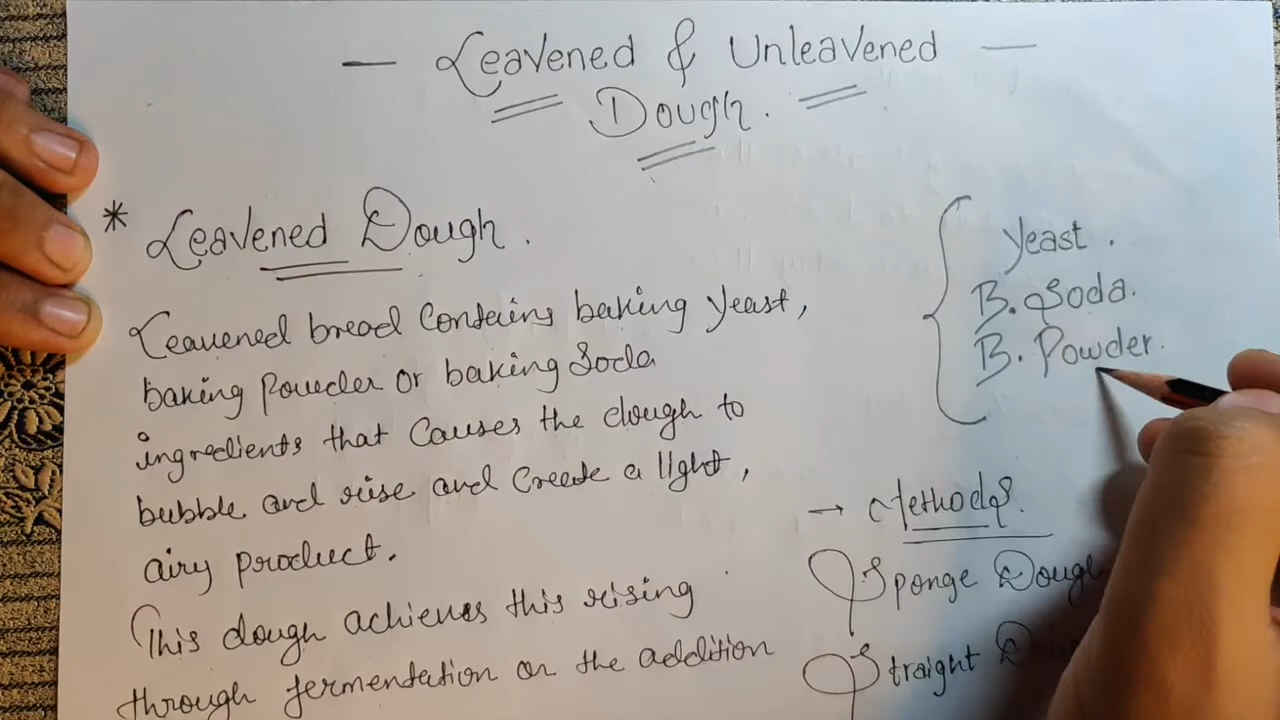 — Leavened & Unleavened —
Dough.
* Leavened Dough.
Leavened bread contains baking yeast,
baking powder or baking soda
ingredients that causes the dough to
bubble and rise and create a light,
airy product.
This dough achieves this rising
through fermentation or the addition
yeast.
B. Soda.
B. Powder.
→ Methods.
Sponge Dough
Straight